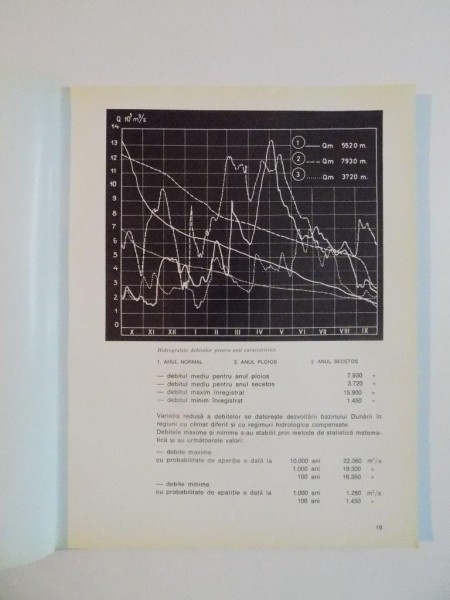 Q 10³ m³/s
14
13
12
11
10
9
8
7
6
5
4
3
2
1
0
X XI XII I II III IV V VI VII VIII IX
1 Qm 5520 m.
2 Qm 7930 m.
3 Qm 3720 m.
Hidrografele debitelor pentru anii caracteristici
1. ANUL NORMAL 2. ANUL PLOIOS 3. ANUL SECETOS
— debitul mediu pentru anul ploios 7.930 »
— debitul mediu pentru anul secetos 3.720 »
— debitul maxim înregistrat 15.900 »
— debitul minim înregistrat 1.450 »
Variația redusă a debitelor se datorește dezvoltării bazinului Dunării în
regiuni cu climat diferit și cu regimuri hidrologice compensate.
Debitele maxime și minime s-au stabilit prin metode de statistică matema-
tică și au următoarele valori:
— debite maxime
cu probabilitate de apariție o dată la 10.000 ani 22.060 m³/s
1.000 ani 19.300 »
100 ani 16.350 »
— debite minime
cu probabilitate de apariție o dată la 1.000 ani 1.260 m³/s
100 ani 1.450 »
19